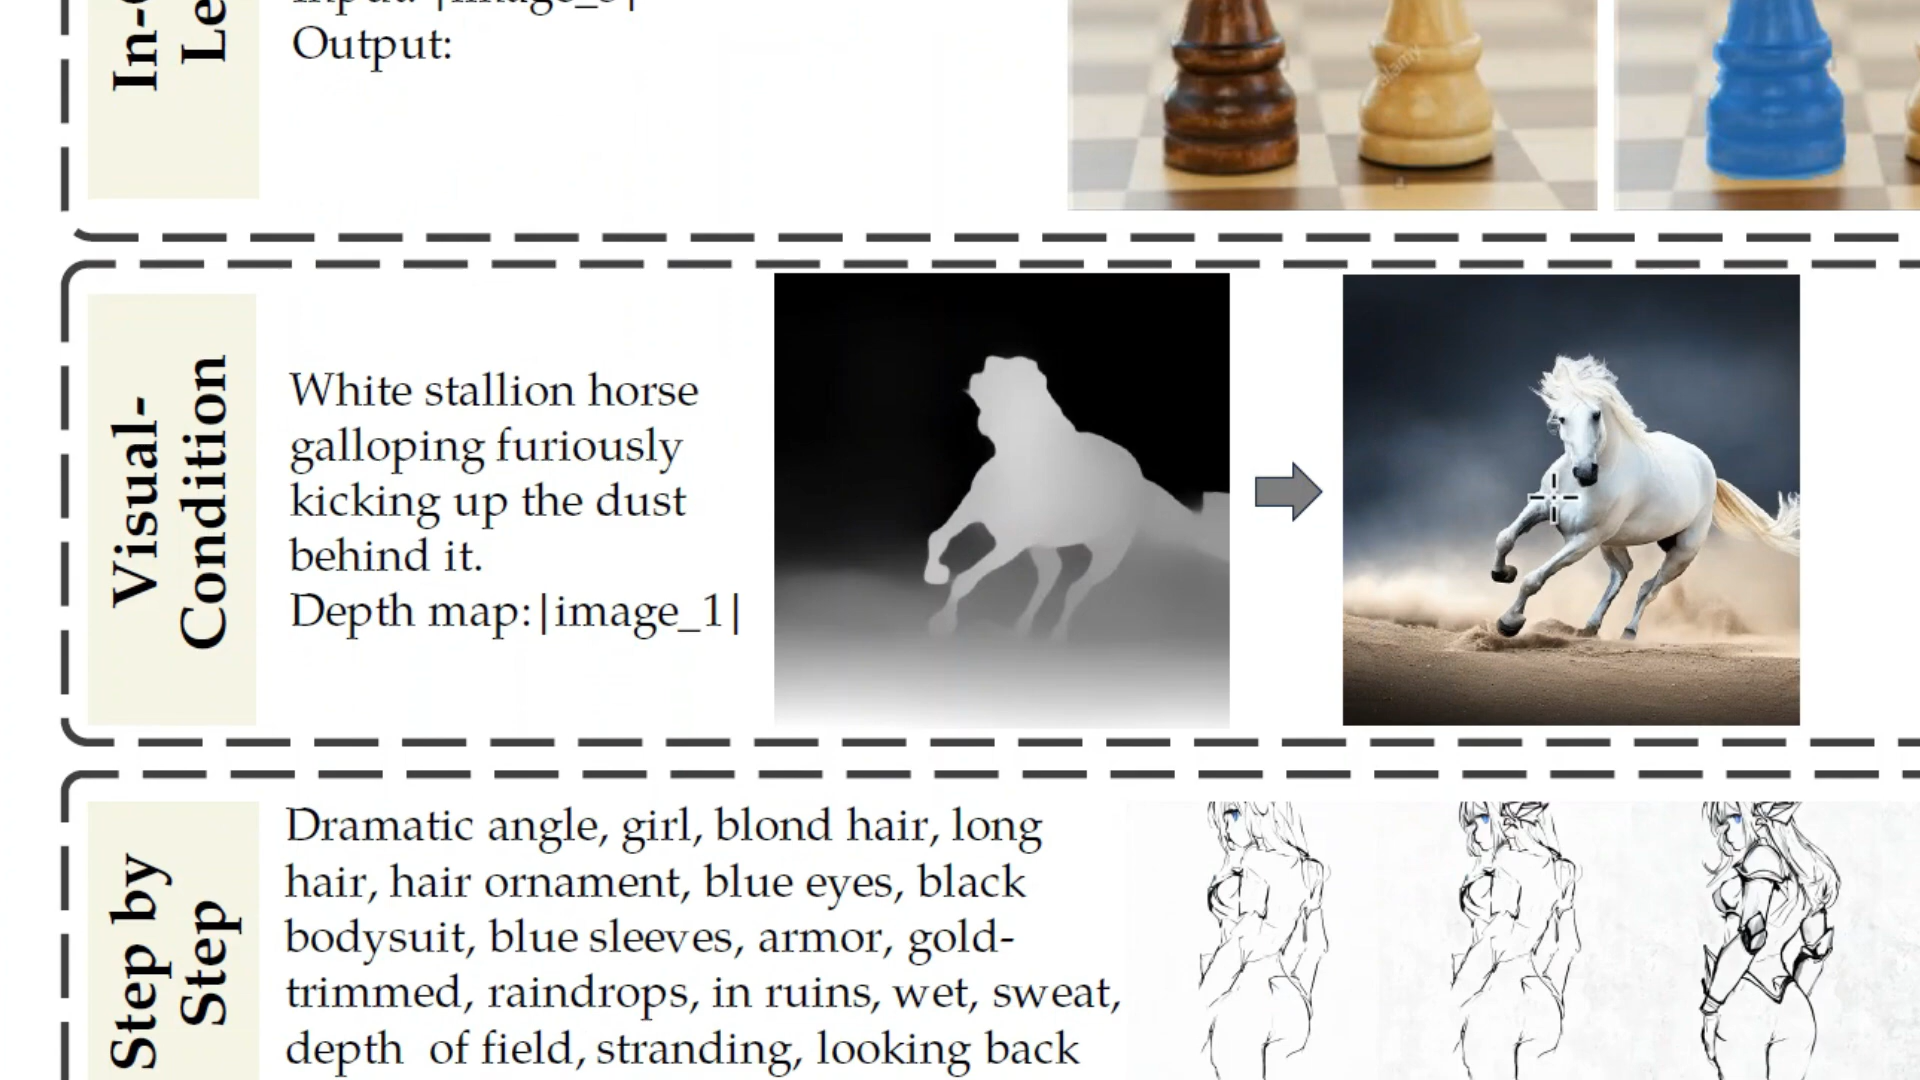 Output:
Visual-
Condition
White stallion horse
galloping furiously
kicking up the dust
behind it.
Depth map:|image_1|
Step by
Step
Dramatic angle, girl, blond hair, long
hair, hair ornament, blue eyes, black
bodysuit, blue sleeves, armor, gold-
trimmed, raindrops, in ruins, wet, sweat,
depth of field, stranding, looking back
alamy